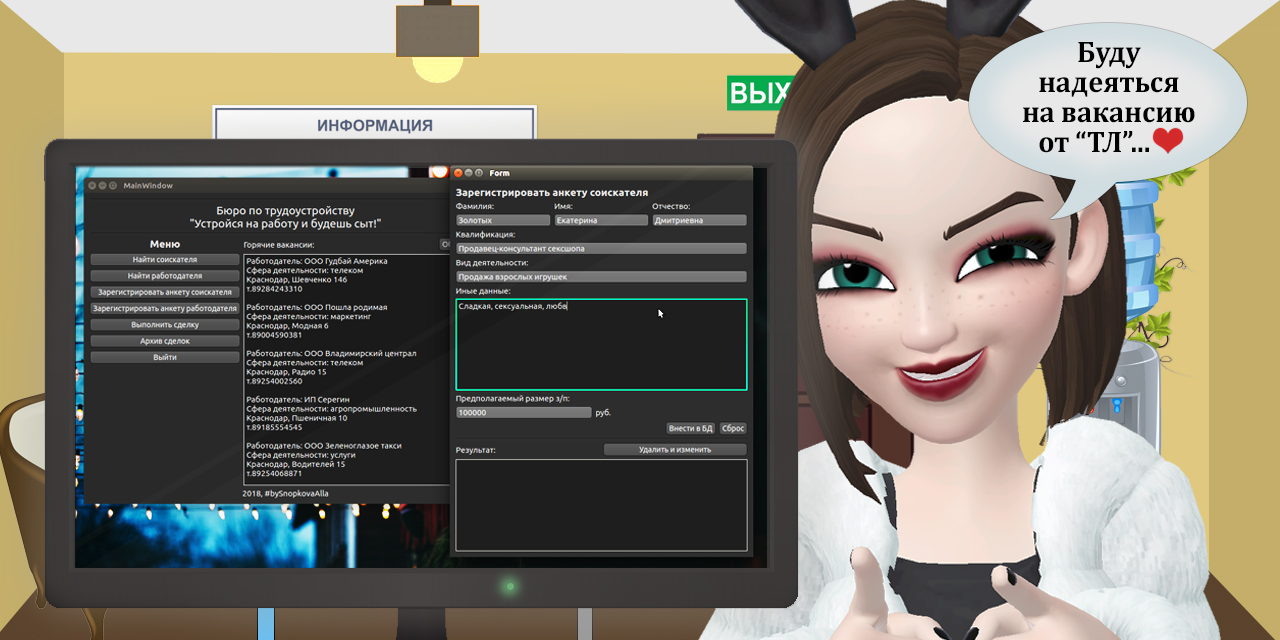 ИНФОРМАЦИЯ
ВЫХ
Буду
надеяться
на вакансию
от “ТЛ”...
MainWindow
Бюро по трудоустройству
"Устройся на работу и будешь сыт!"
Меню
Найти соискателя
Найти работодателя
Зарегистрировать анкету соискателя
Зарегистрировать анкету работодателя
Выполнить сделку
Архив сделок
Выйти
Горячие вакансии:
Работодатель: ООО Гудбай Америка
Сфера деятельности: телеком
Краснодар, Шевченко 146
т.89284243310
Работодатель: ООО Пошла родимая
Сфера деятельности: маркетинг
Краснодар, Модная 6
т.89004590381
Работодатель: ООО Владимирский централ
Сфера деятельности: телеком
Краснодар, Радио 15
т.89254002560
Работодатель: ИП Серегин
Сфера деятельности: агропромышленность
Краснодар, Пшеничная 10
т.89185554545
Работодатель: ООО Зеленоглазое такси
Сфера деятельности: услуги
Краснодар, Водителей 15
т.89254068871
2018, #bySnopkovaAlla
Form
Зарегистрировать анкету соискателя
Фамилия: Имя: Отчество:
Золотых Екатерина Дмитриевна
Квалификация:
Продавец-консультант сексшопа
Вид деятельности:
Продажа взрослых игрушек
Иные данные:
Сладкая, сексуальная, любв
Предполагаемый размер з/п:
100000 руб.
Внести в БД Сброс
Результат: Удалить и изменить